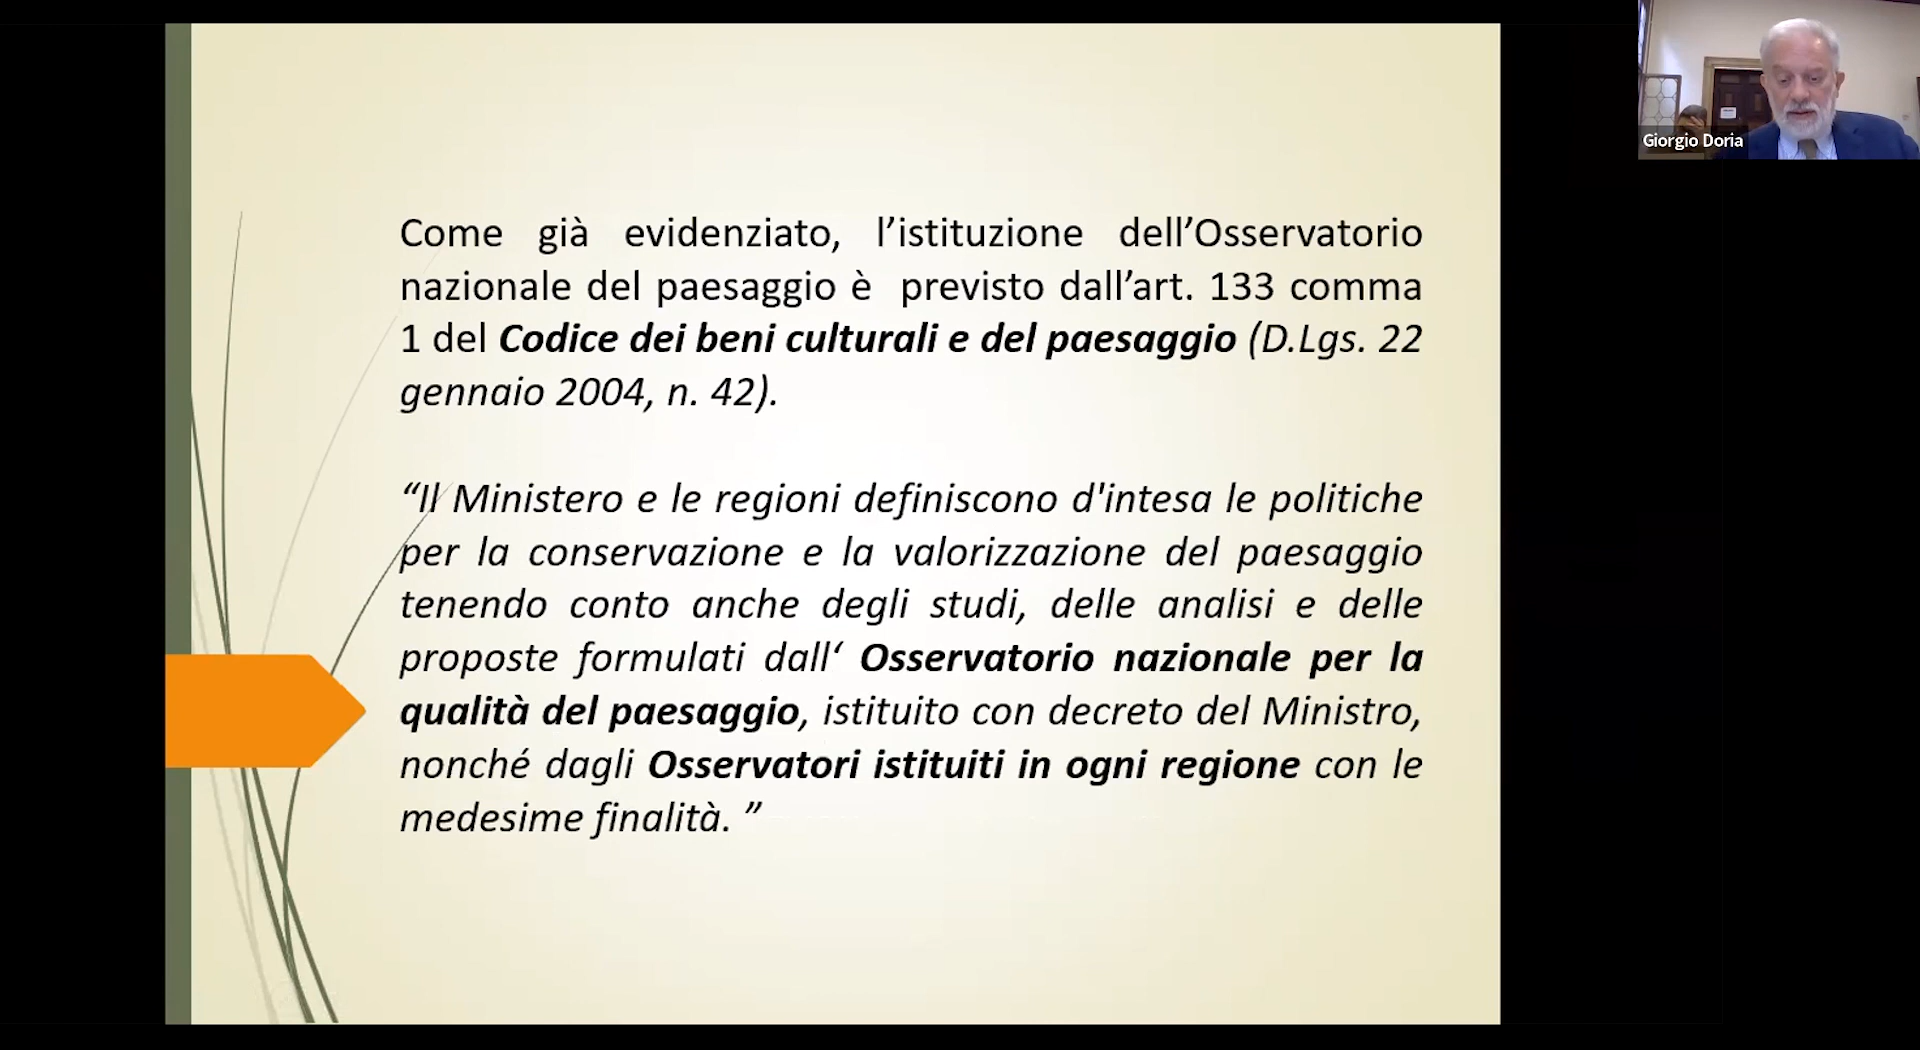 Come già evidenziato, l’istituzione dell’Osservatorio
nazionale del paesaggio è previsto dall’art. 133 comma
1 del Codice dei beni culturali e del paesaggio (D.Lgs. 22
gennaio 2004, n. 42).
“Il Ministero e le regioni definiscono d'intesa le politiche
per la conservazione e la valorizzazione del paesaggio
tenendo conto anche degli studi, delle analisi e delle
proposte formulati dall‘ Osservatorio nazionale per la
qualità del paesaggio, istituito con decreto del Ministro,
nonché dagli Osservatori istituiti in ogni regione con le
medesime finalità. ”
Giorgio Doria